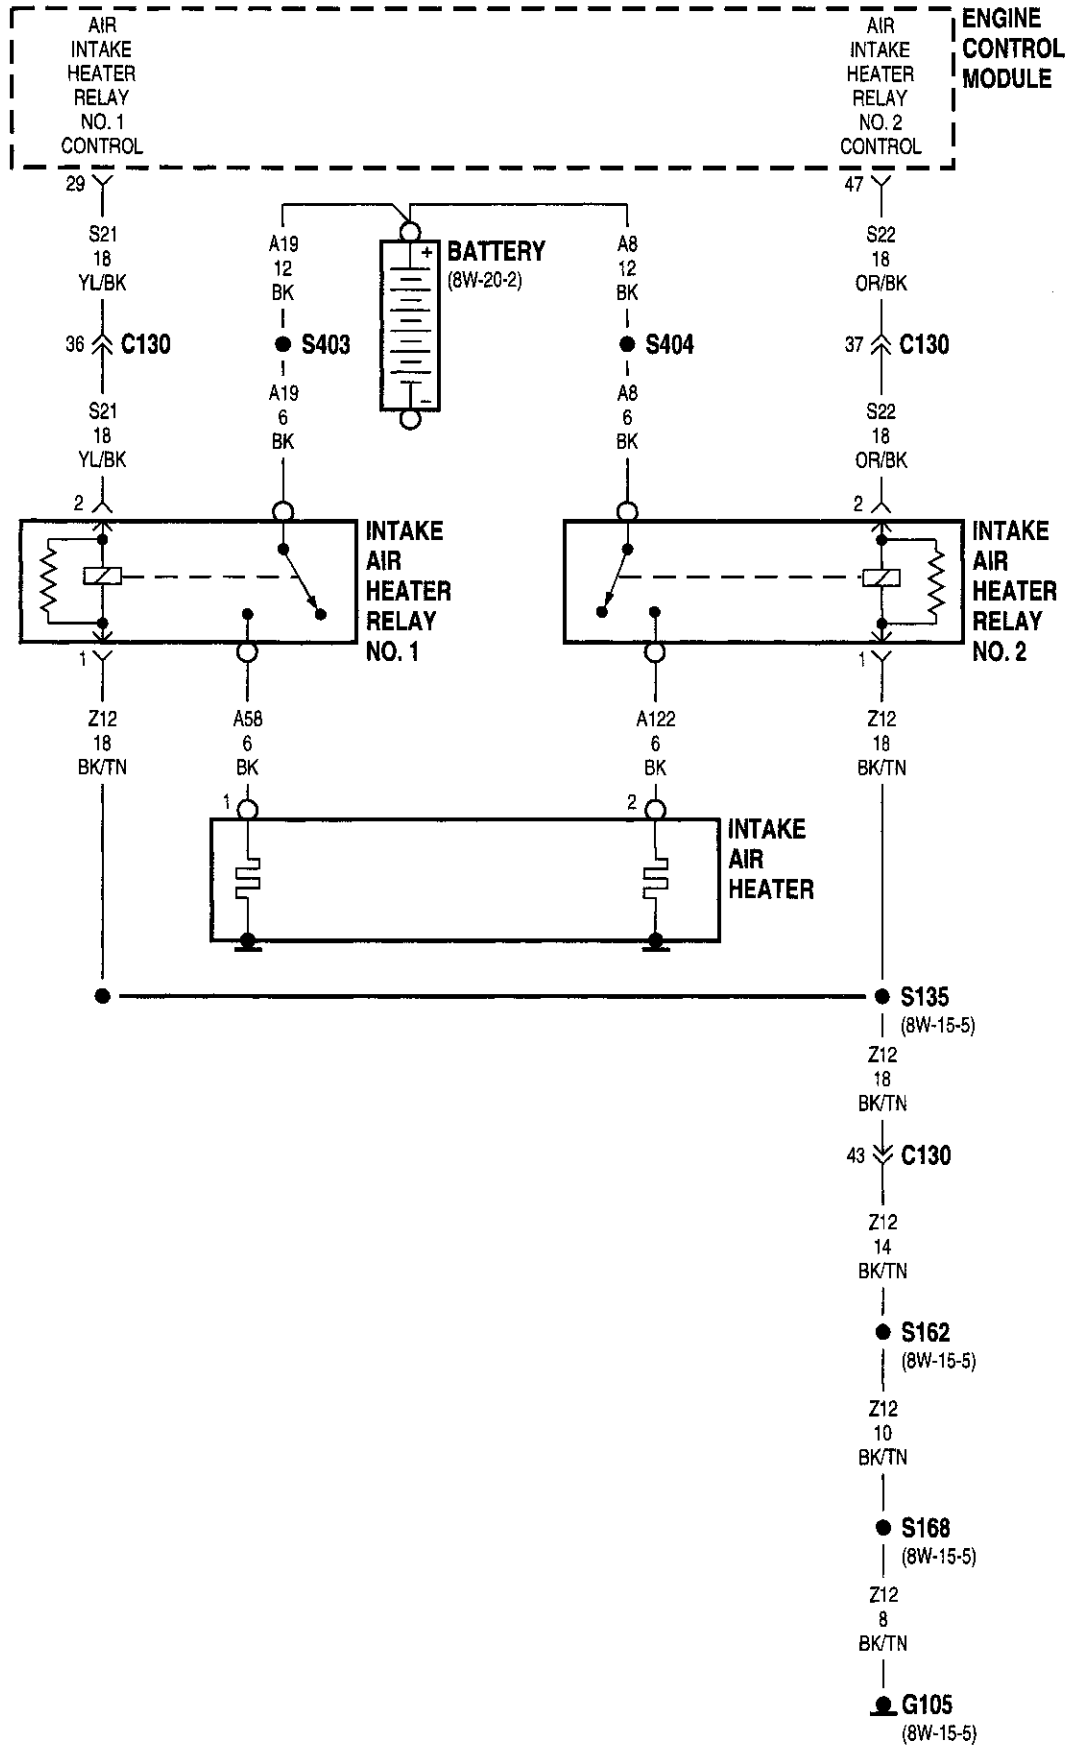 AIR
INTAKE
HEATER
RELAY
NO. 1
CONTROL
AIR
INTAKE
HEATER
RELAY
NO. 2
CONTROL
ENGINE
CONTROL
MODULE
29
47
S21
18
YL/BK
A19
12
BK
+
BATTERY
(8W-20-2)
A8
12
BK
S22
18
OR/BK
36
C130
S403
S404
37
C130
S21
18
YL/BK
A19
6
BK
–
A8
6
BK
S22
18
OR/BK
2
2
INTAKE
AIR
HEATER
RELAY
NO. 1
INTAKE
AIR
HEATER
RELAY
NO. 2
1
1
Z12
18
BK/TN
A58
6
BK
A122
6
BK
Z12
18
BK/TN
1
2
INTAKE
AIR
HEATER
S135
(8W-15-5)
Z12
18
BK/TN
43
C130
Z12
14
BK/TN
S162
(8W-15-5)
Z12
10
BK/TN
S168
(8W-15-5)
Z12
8
BK/TN
G105
(8W-15-5)